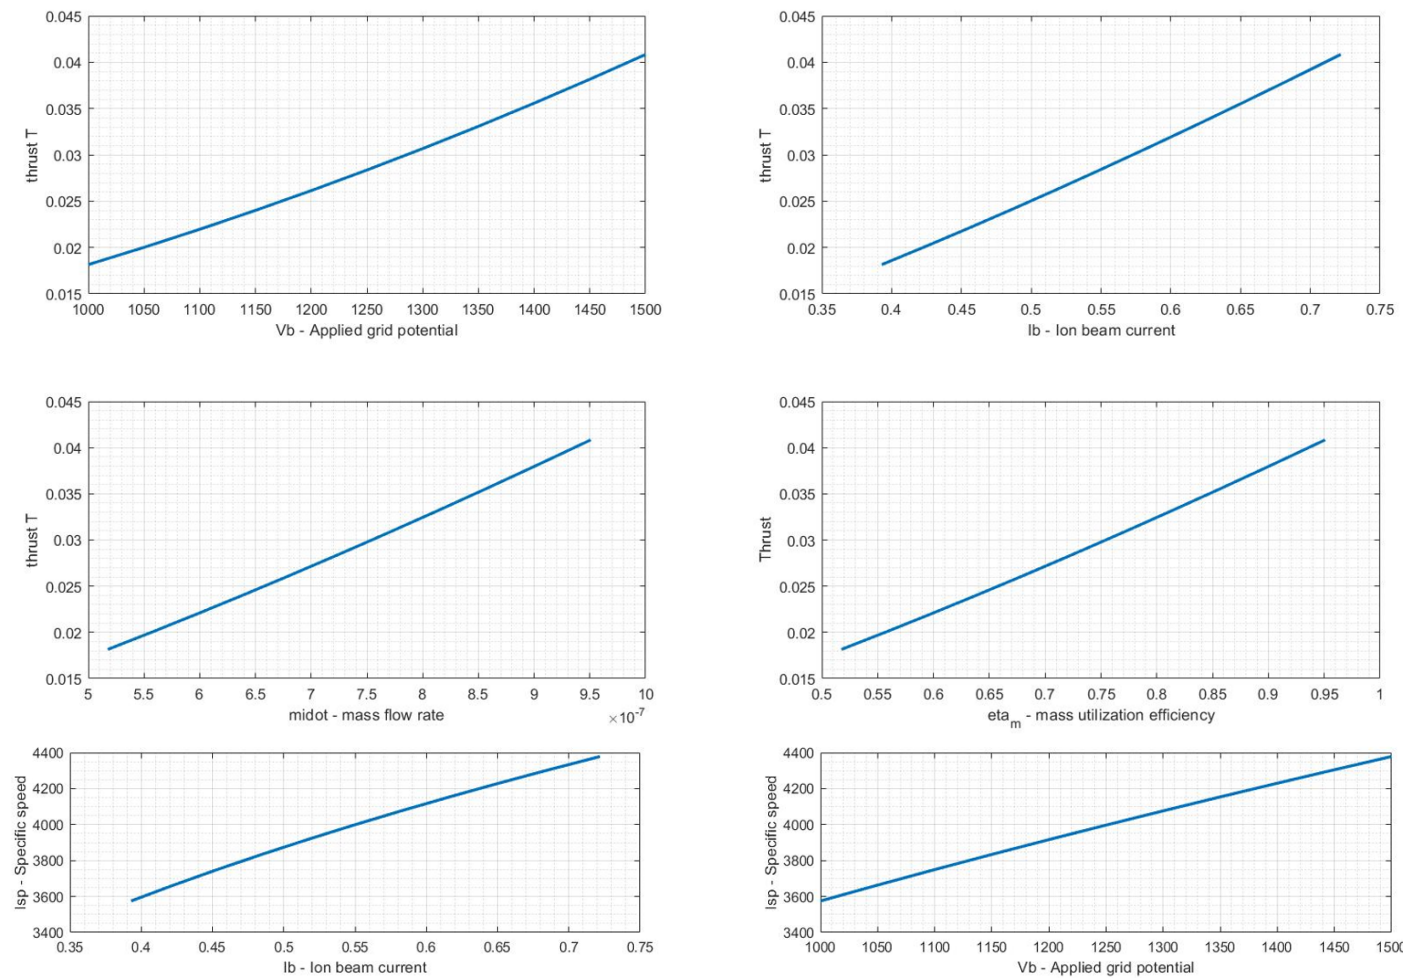 0.045
0.04
0.035
0.03
0.025
0.02
0.015
thrust T
1000 1050 1100 1150 1200 1250 1300 1350 1400 1450 1500
Vb - Applied grid potential
0.045
0.04
0.035
0.03
0.025
0.02
0.015
thrust T
0.35 0.4 0.45 0.5 0.55 0.6 0.65 0.7 0.75
Ib - Ion beam current
0.045
0.04
0.035
0.03
0.025
0.02
0.015
thrust T
5 5.5 6 6.5 7 7.5 8 8.5 9 9.5 10
midot - mass flow rate
×10-7
0.045
0.04
0.035
0.03
0.025
0.02
0.015
Thrust
0.5 0.55 0.6 0.65 0.7 0.75 0.8 0.85 0.9 0.95 1
eta_m - mass utilization efficiency
4400
4200
4000
3800
3600
3400
Isp - Specific speed
0.35 0.4 0.45 0.5 0.55 0.6 0.65 0.7 0.75
Ib - Ion beam current
4400
4200
4000
3800
3600
3400
Isp - Specific speed
1000 1050 1100 1150 1200 1250 1300 1350 1400 1450 1500
Vb - Applied grid potential